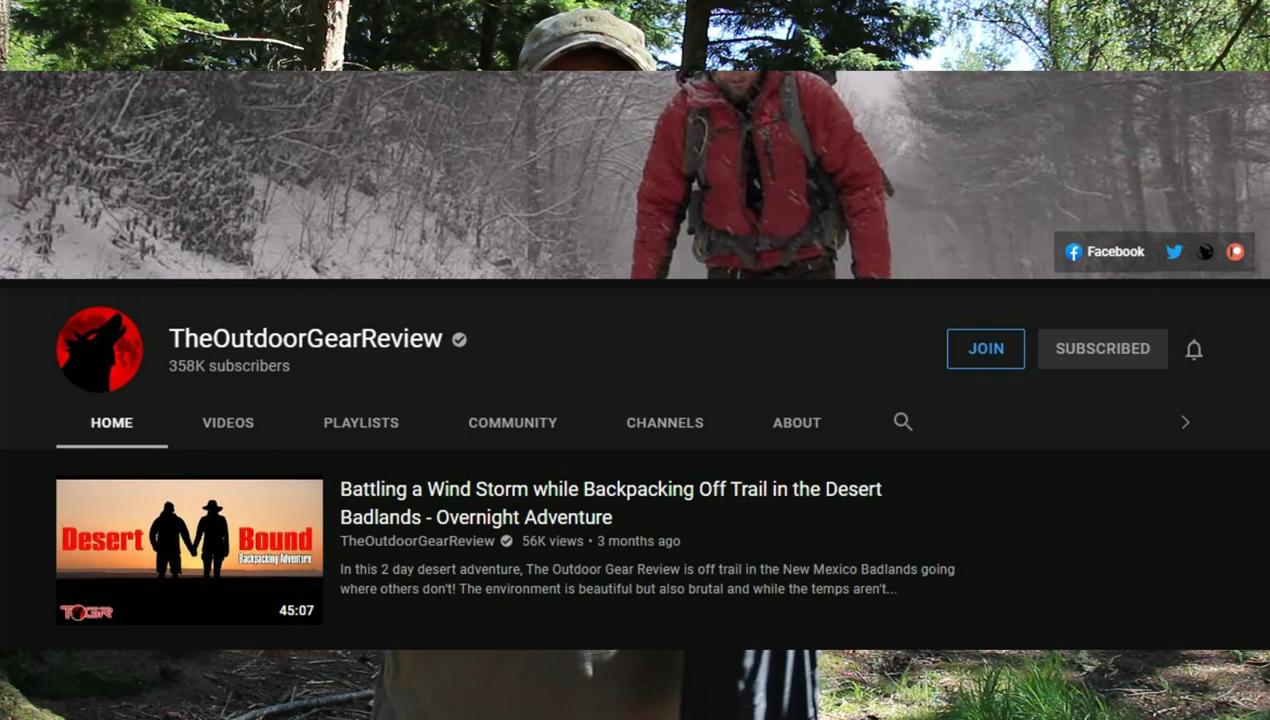 Facebook
TheOutdoorGearReview
358K subscribers
JOIN
SUBSCRIBED
HOME
VIDEOS
PLAYLISTS
COMMUNITY
CHANNELS
ABOUT
Desert Bound
Backpacking Adventure
TOGR
45:07
Battling a Wind Storm while Backpacking Off Trail in the Desert
Badlands - Overnight Adventure
TheOutdoorGearReview 56K views • 3 months ago
In this 2 day desert adventure, The Outdoor Gear Review is off trail in the New Mexico Badlands going
where others don't! The environment is beautiful but also brutal and while the temps aren't...